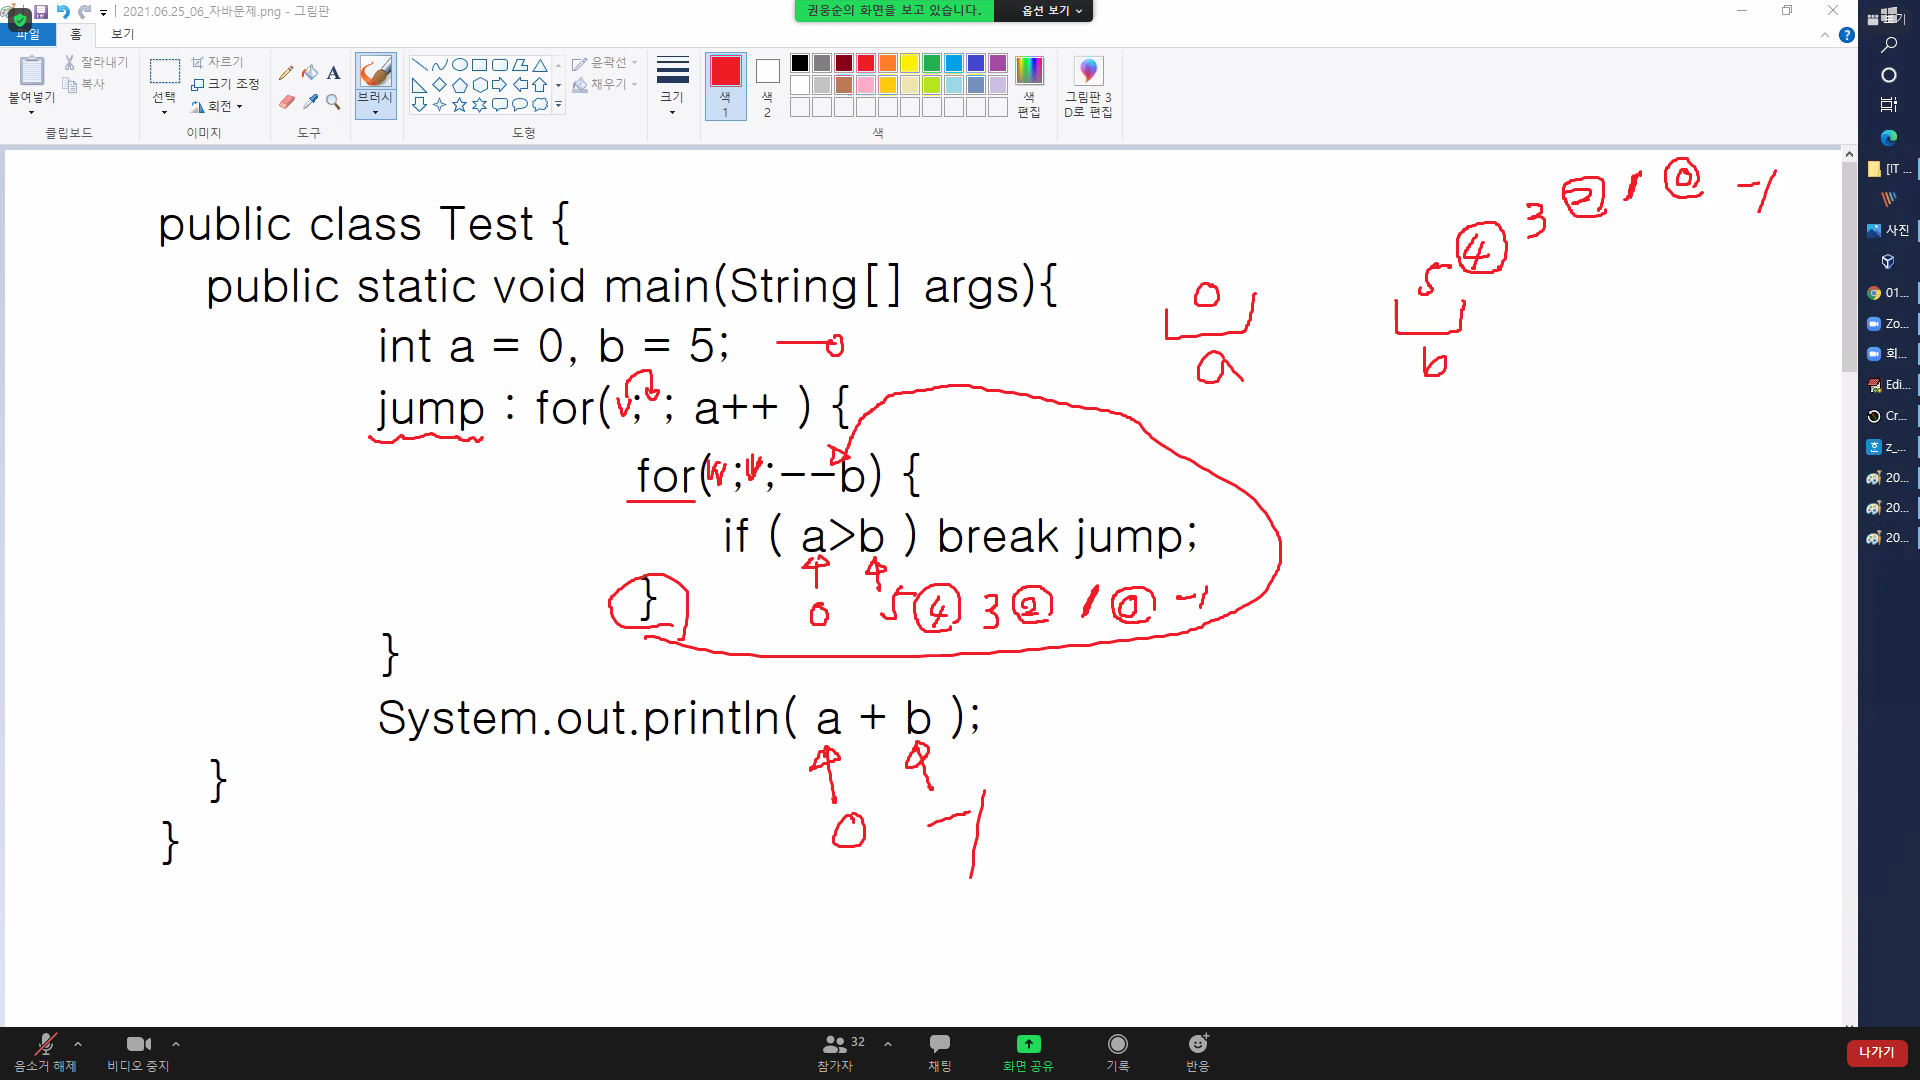 2021.06.25_06_자바문제.png - 그림판
권웅순의 화면을 보고 있습니다.
옵션 보기
파일
홈
보기
붙여넣기
잘라내기
복사
클립보드
선택
자르기
크기 조정
회전
이미지
A
도구
브러시
윤곽선
채우기
도형
크기
색
1
색
2
색
편집
그림판 3
D로 편집
색
public class Test {
public static void main(String[] args){
int a = 0, b = 5;
jump : for( ; ; a++ ) {
for( ; ;--b) {
if ( a>b ) break jump;
}
}
System.out.println( a + b );
}
}
0
a
b
5 4 3 2 1 0 -1
0
5 4 3 2 1 0 -1
0 -1
[IT ...
사진
01...
Zo...
회...
Edi...
Cr...
z_...
20...
20...
20...
음소거 해제
비디오 중지
32
참가자
채팅
화면 공유
기록
반응
나가기